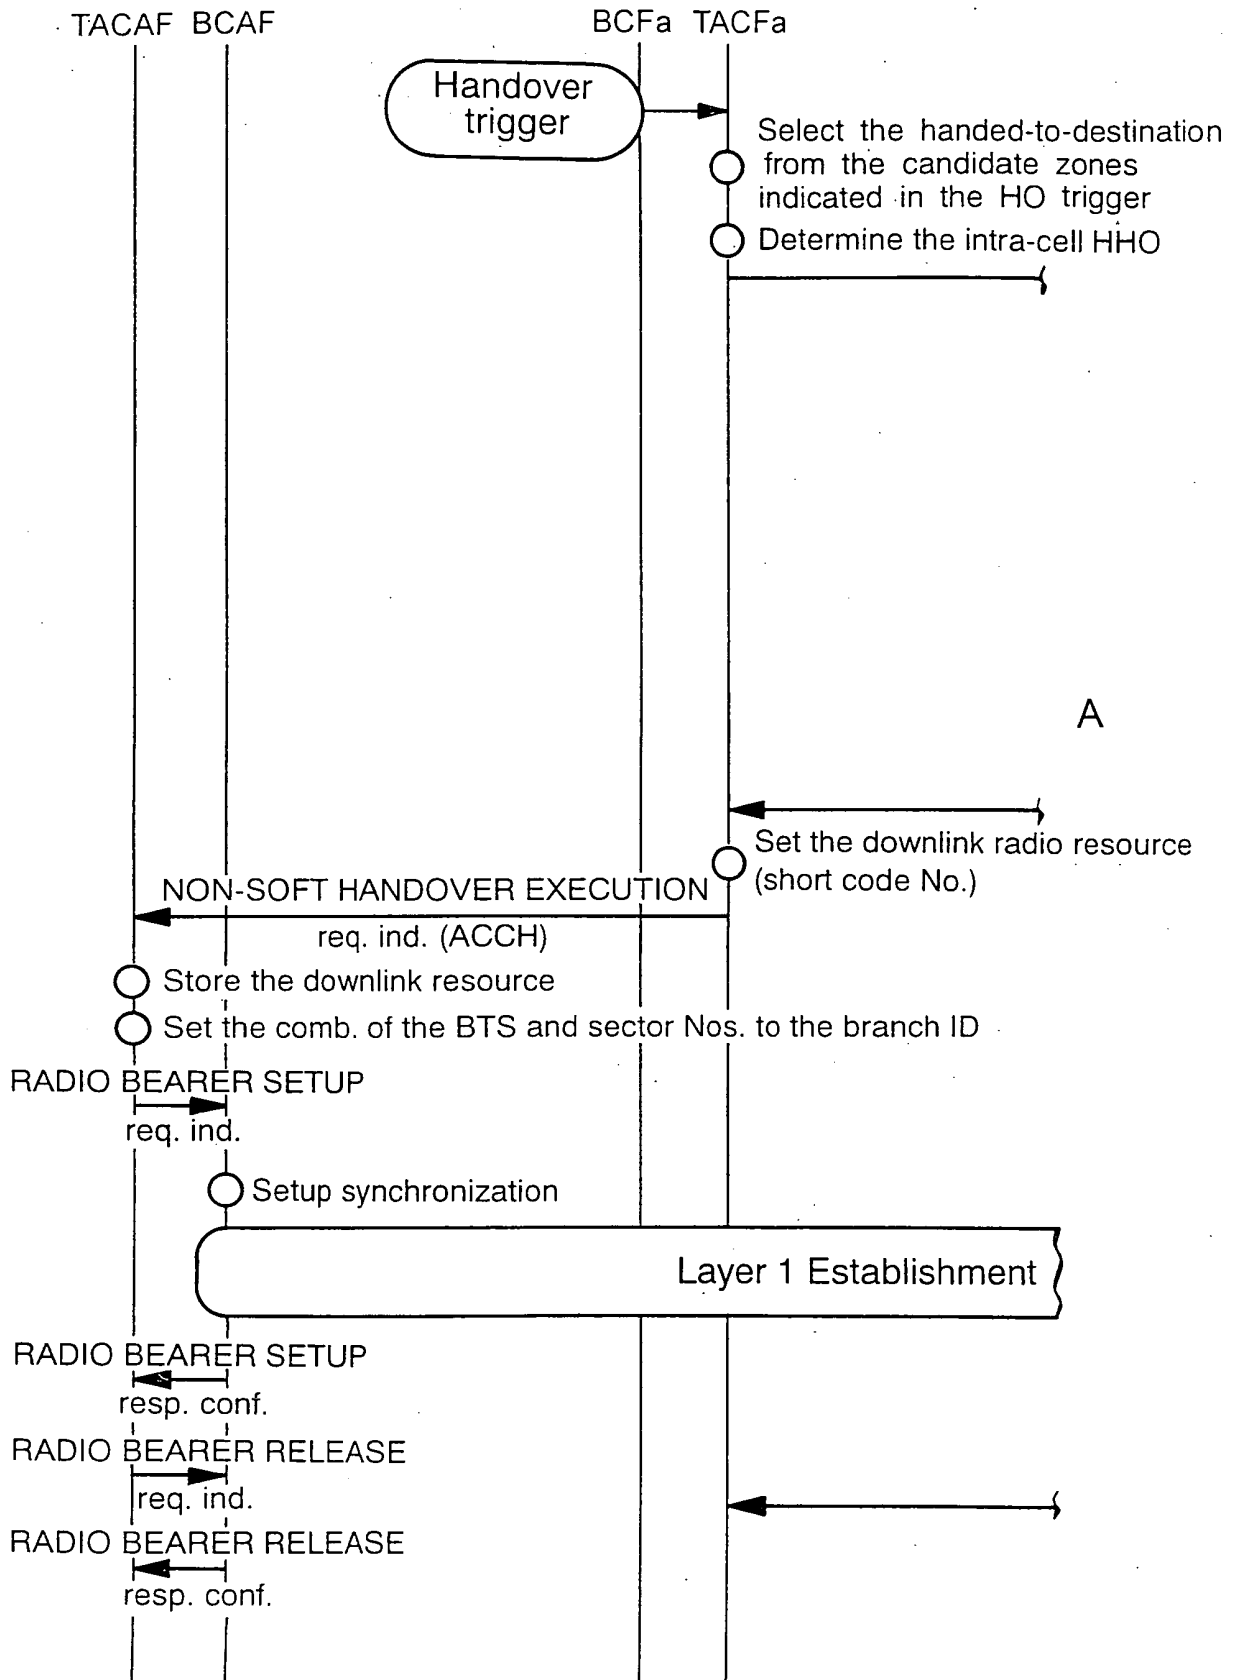 TACAF BCAF BCFa TACFa
Handover
trigger
Select the handed-to-destination
from the candidate zones
indicated in the HO trigger
Determine the intra-cell HHO
A
Set the downlink radio resource
(short code No.)
NON-SOFT HANDOVER EXECUTION
req. ind. (ACCH)
Store the downlink resource
Set the comb. of the BTS and sector Nos. to the branch ID
RADIO BEARER SETUP
req. ind.
Setup synchronization
Layer 1 Establishment
RADIO BEARER SETUP
resp. conf.
RADIO BEARER RELEASE
req. ind.
RADIO BEARER RELEASE
resp. conf.